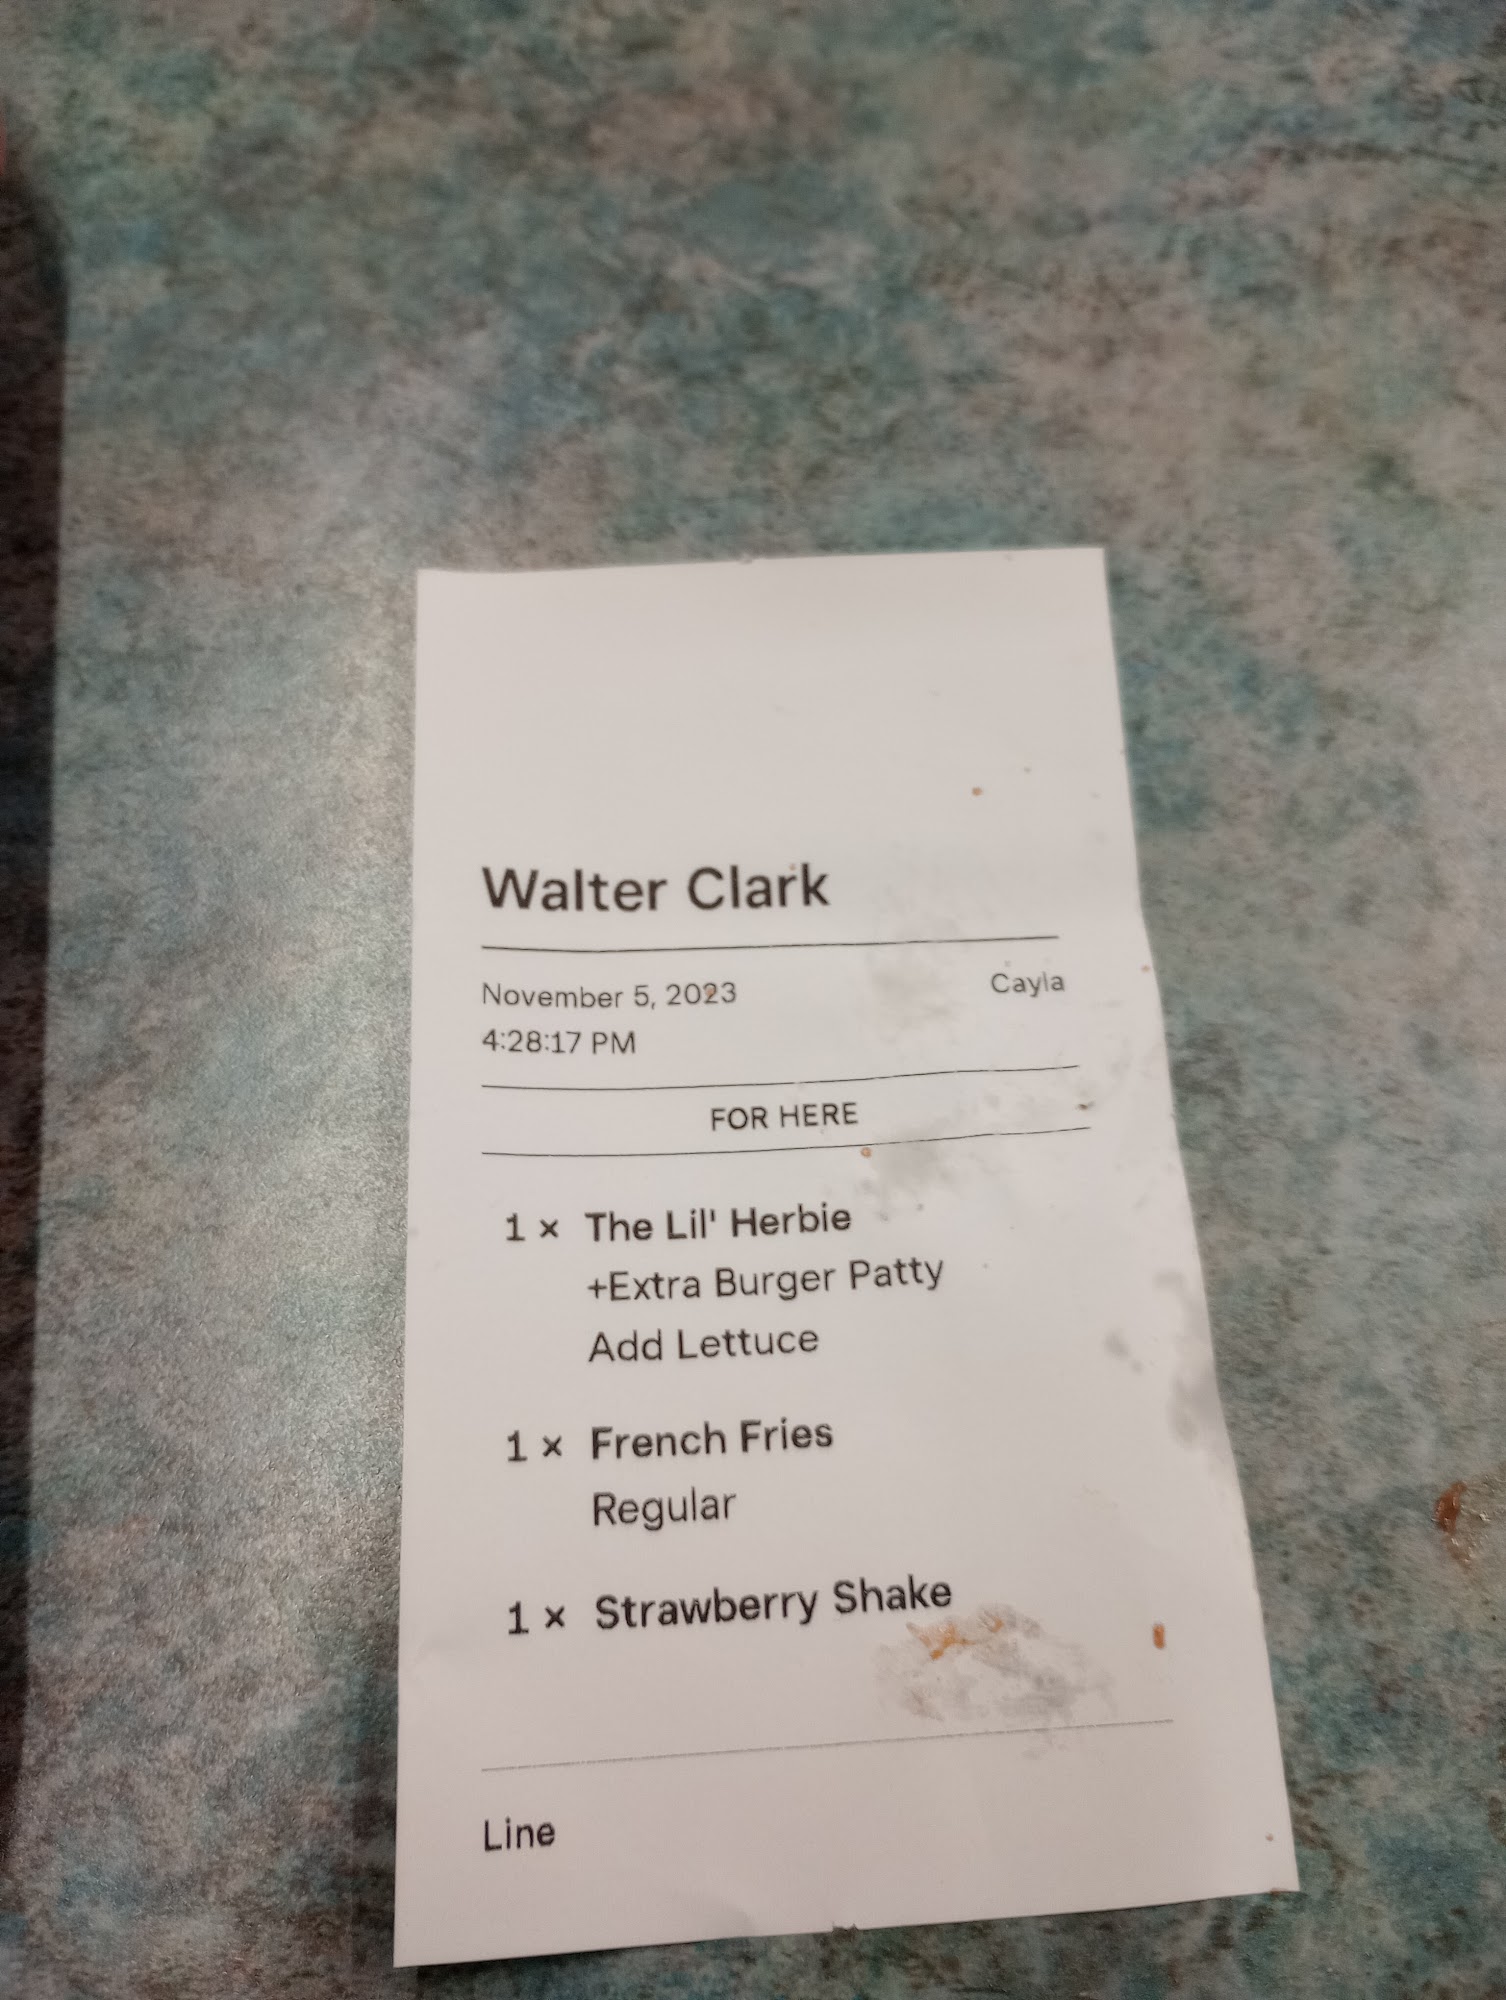 Walter Clark
November 5, 2023 Cayla
4:28:17 PM
FOR HERE
1 × The Lil' Herbie
+Extra Burger Patty
Add Lettuce
1 × French Fries
Regular
1 × Strawberry Shake
Line